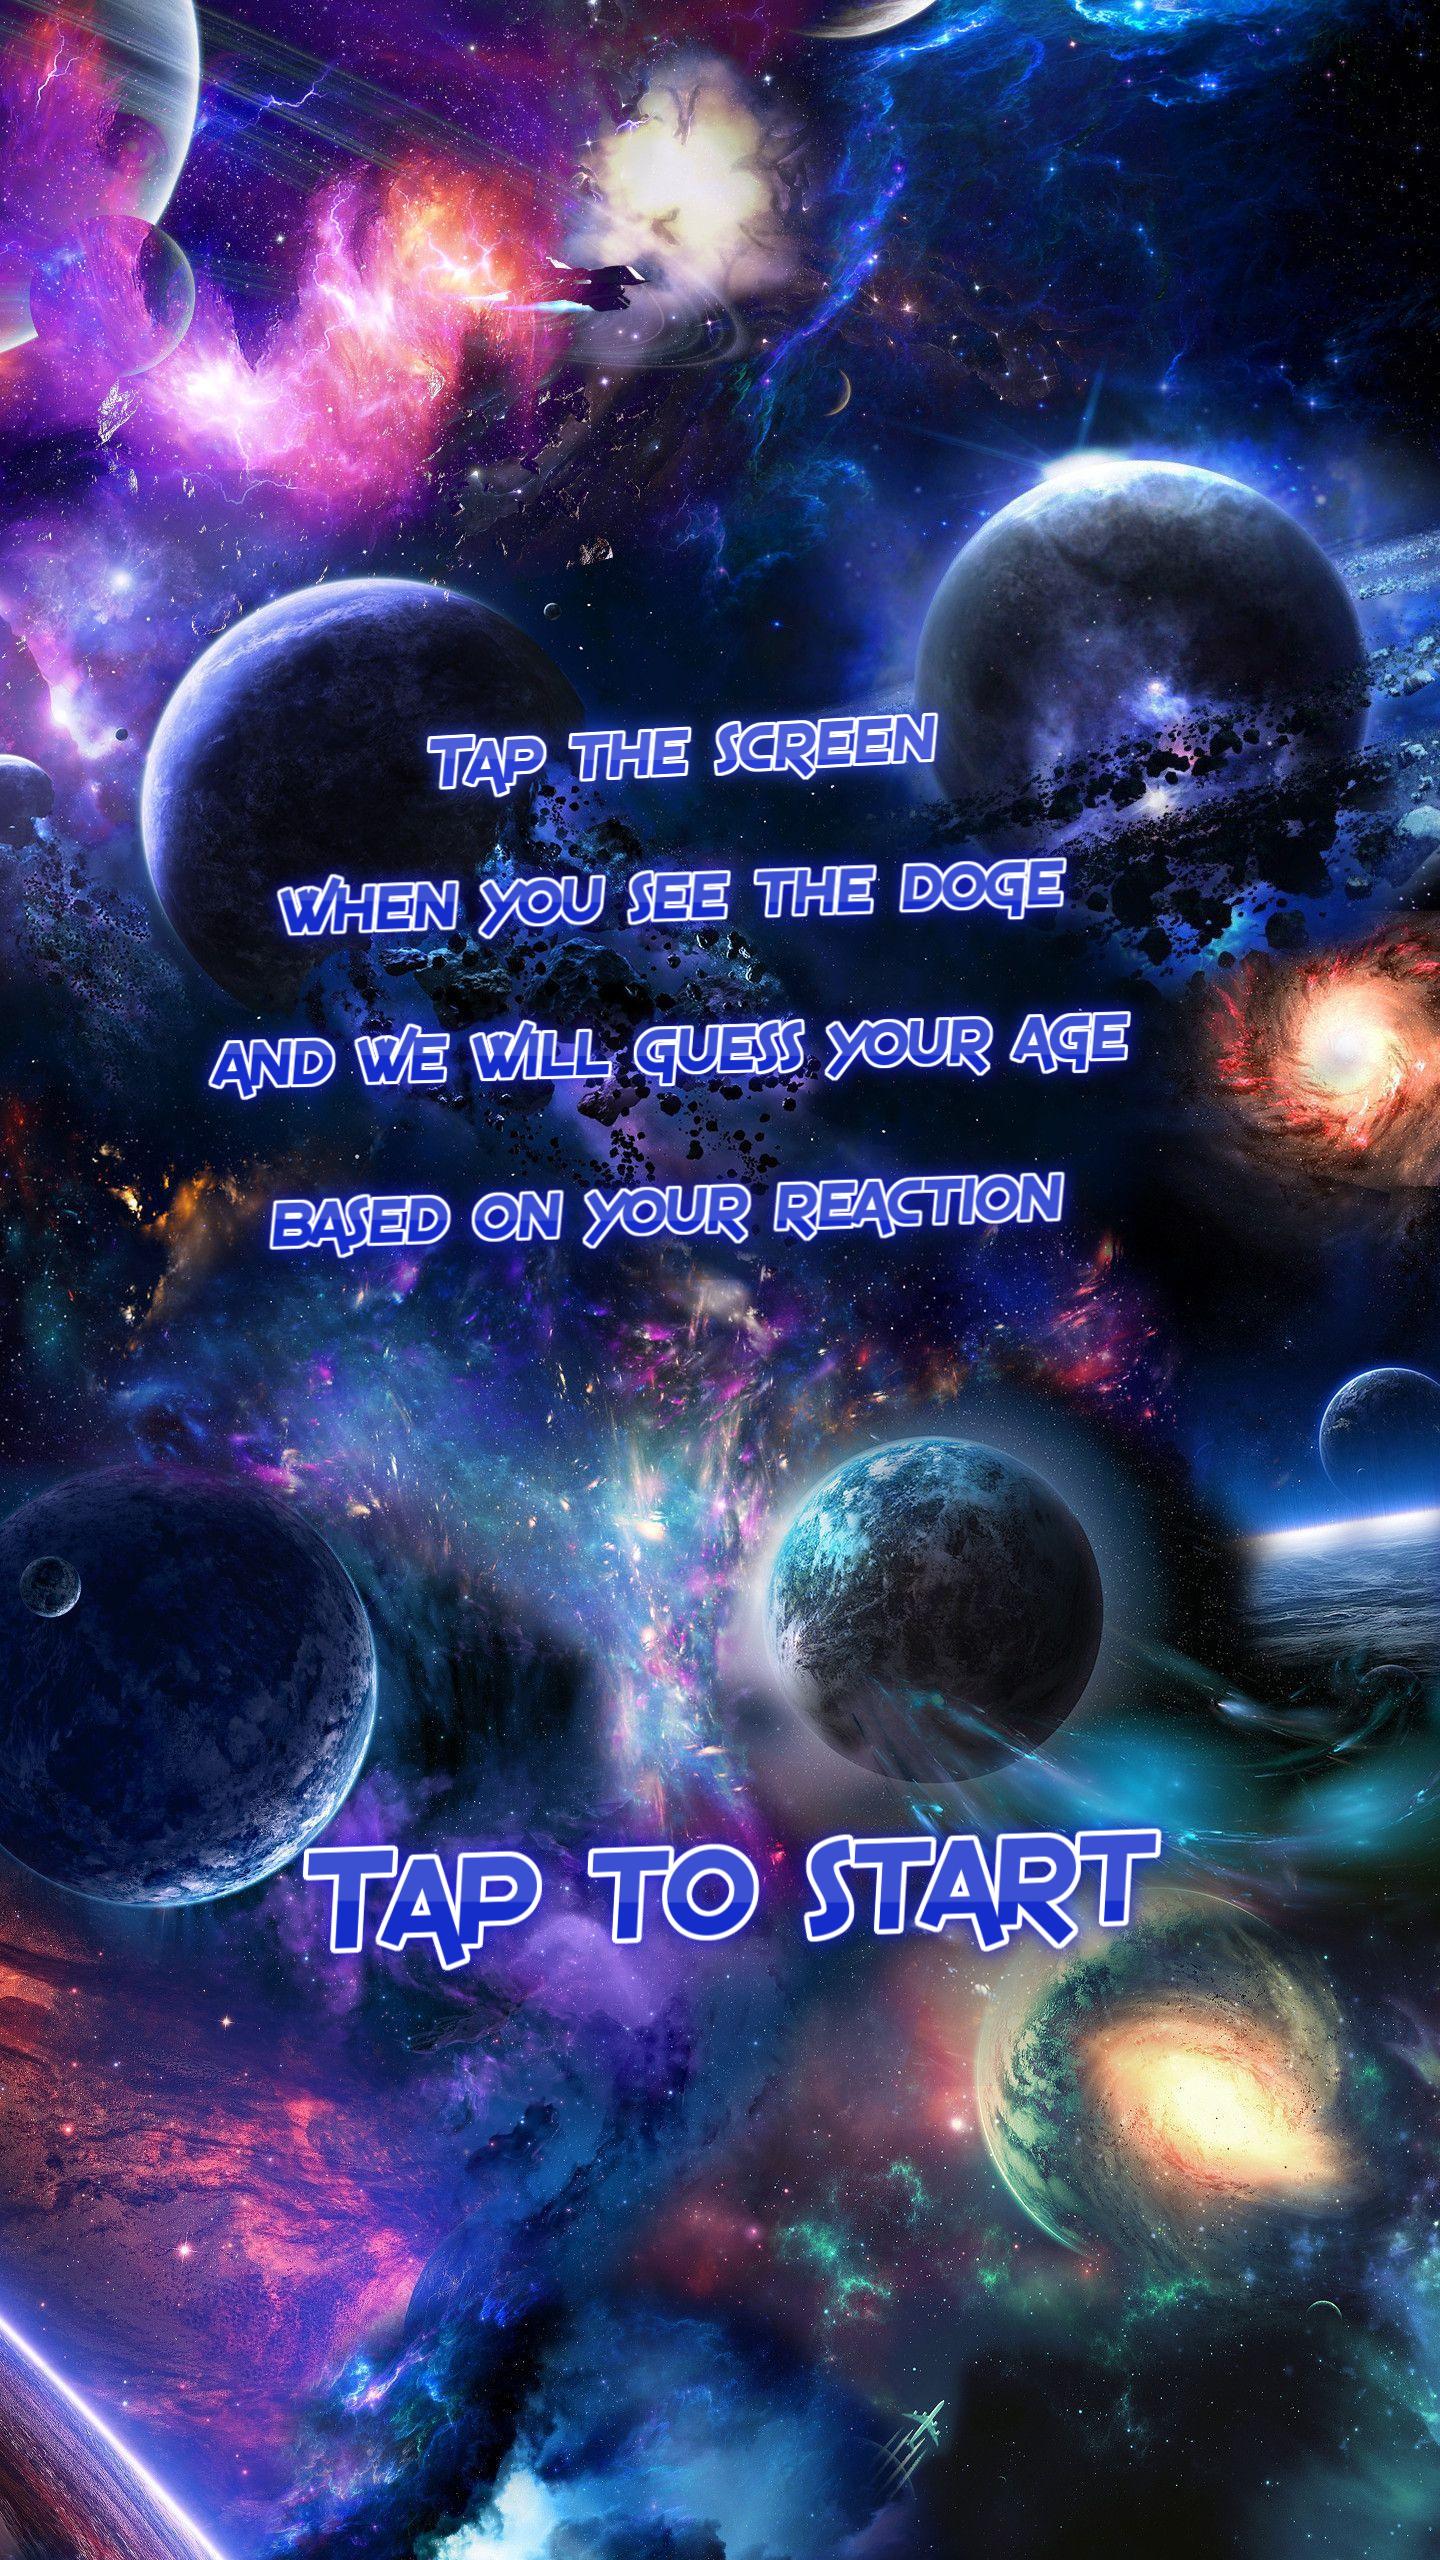 TAP THE SCREEN
WHEN YOU SEE THE DOGE
AND WE WILL GUESS YOUR AGE
BASED ON YOUR REACTION
TAP TO START